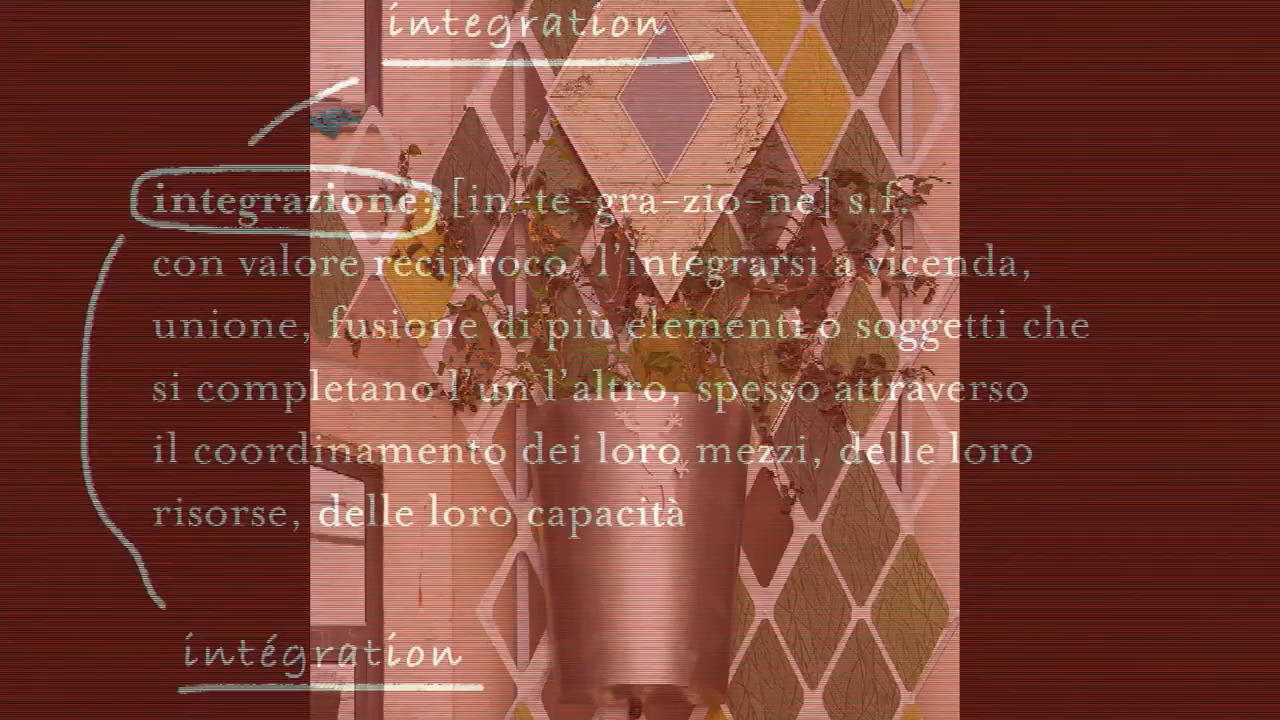 integration
integrazione: [in-te-gra-zio-ne] s.f.
con valore reciproco, l'integrarsi a vicenda,
unione, fusione di più elementi o soggetti che
si completano l'un l'altro, spesso attraverso
il coordinamento dei loro mezzi, delle loro
risorse, delle loro capacità
intégration